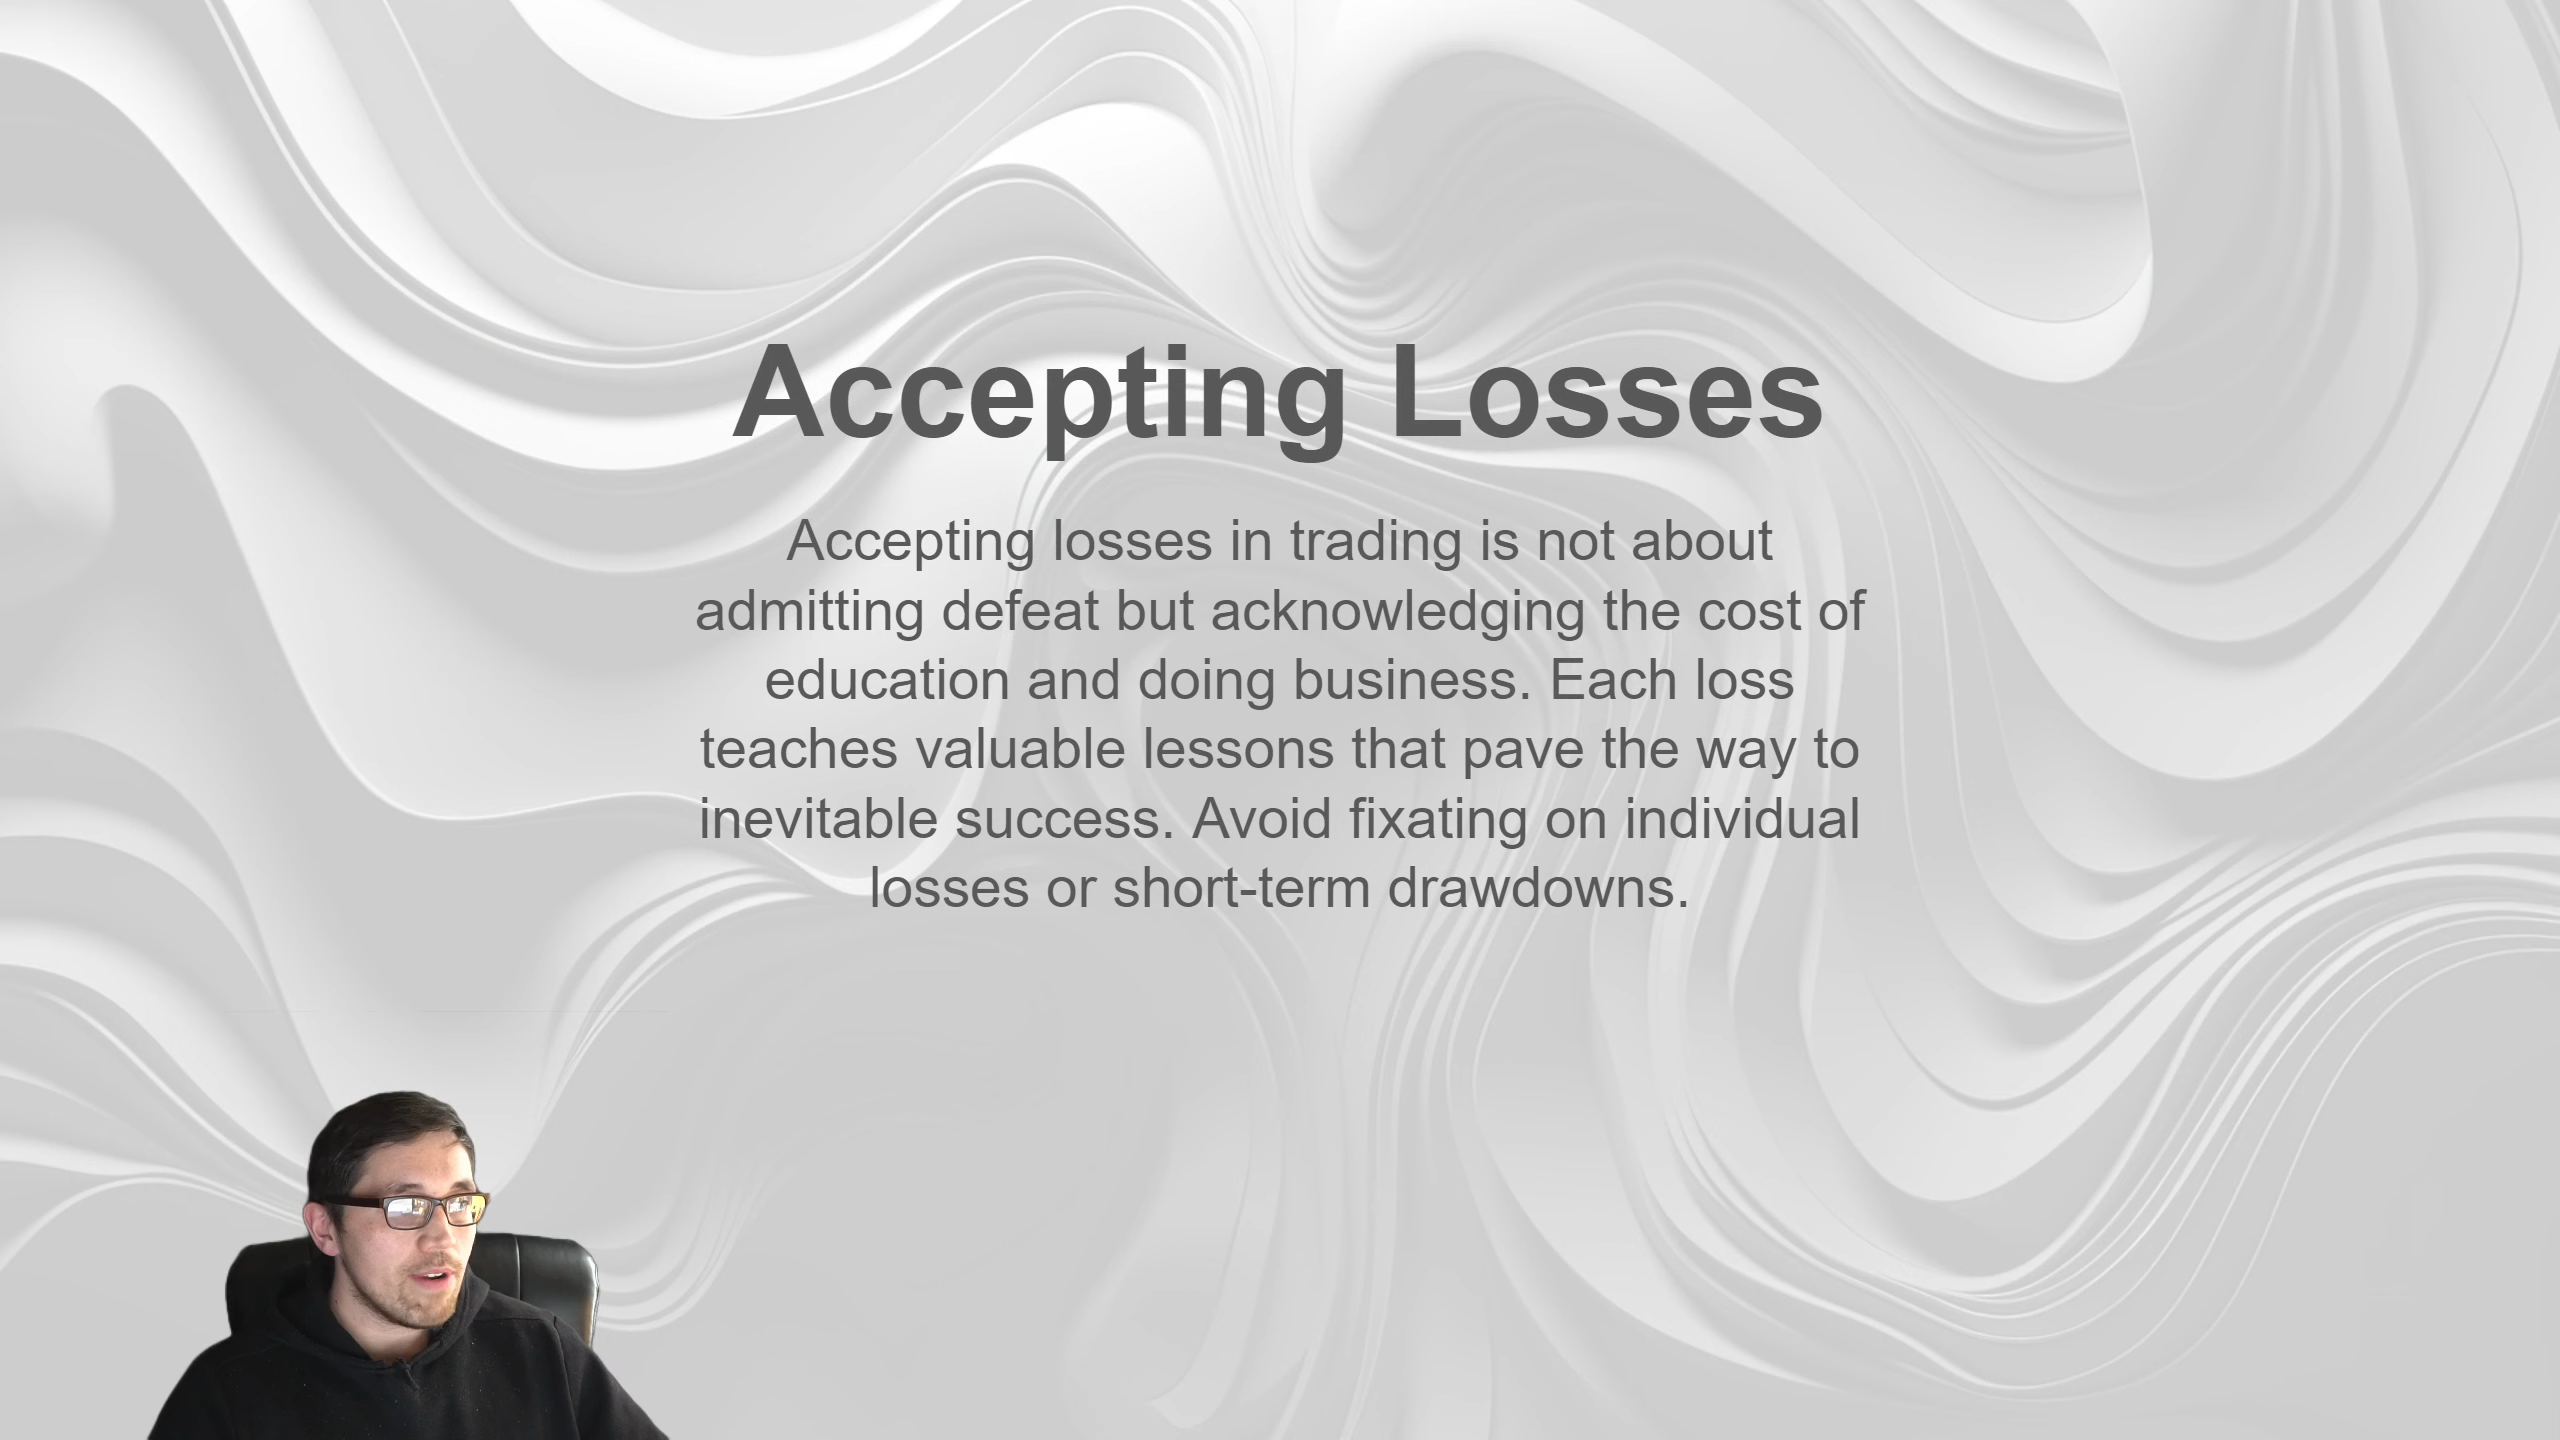 Accepting Losses
Accepting losses in trading is not about
admitting defeat but acknowledging the cost of
education and doing business. Each loss
teaches valuable lessons that pave the way to
inevitable success. Avoid fixating on individual
losses or short-term drawdowns.